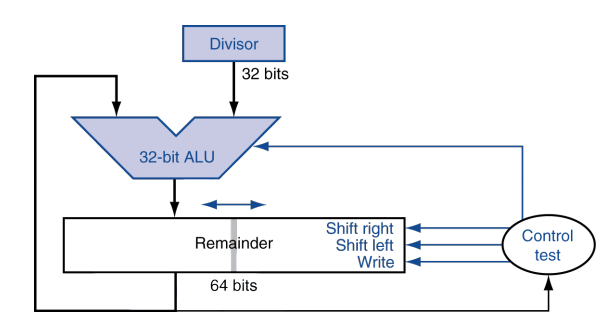 Divisor
32 bits
32-bit ALU
Remainder
Shift right
Shift left
Write
Control
test
64 bits